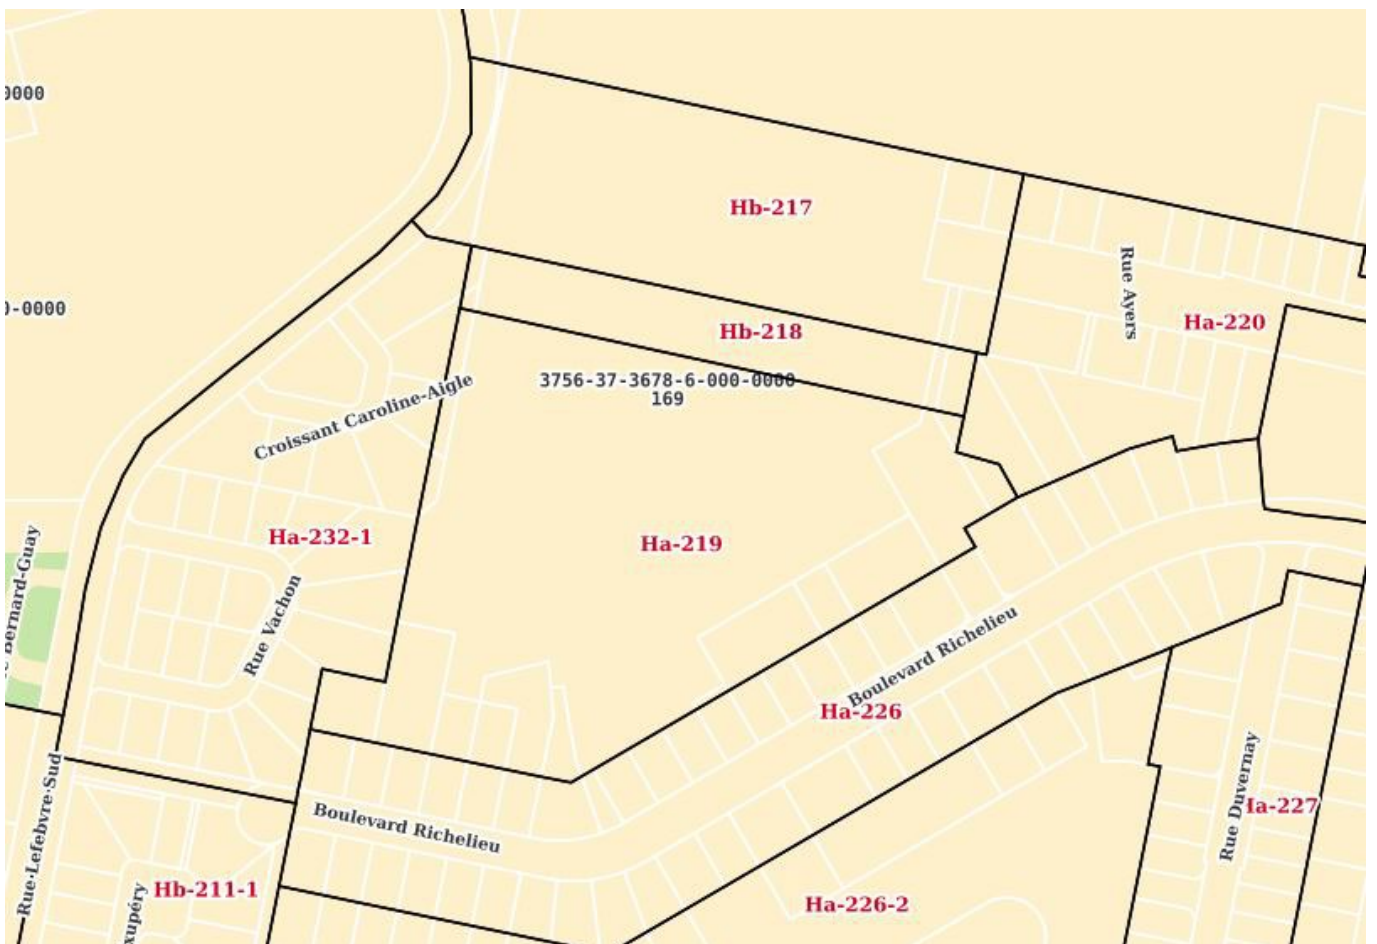 0000
Hb-217
Rue Ayers
0-0000
Ha-220
Hb-218
3756-37-3678-6-000-0000
169
Croissant Caroline-Aigle
Ha-232-1
Ha-219
Bernard-Guay
Rue Vachon
Boulevard Richelieu
Ha-226
Rue Lefebvre Sud
Rue Duvernay
Ha-227
Boulevard Richelieu
Hb-211-1
xupéry
Ha-226-2